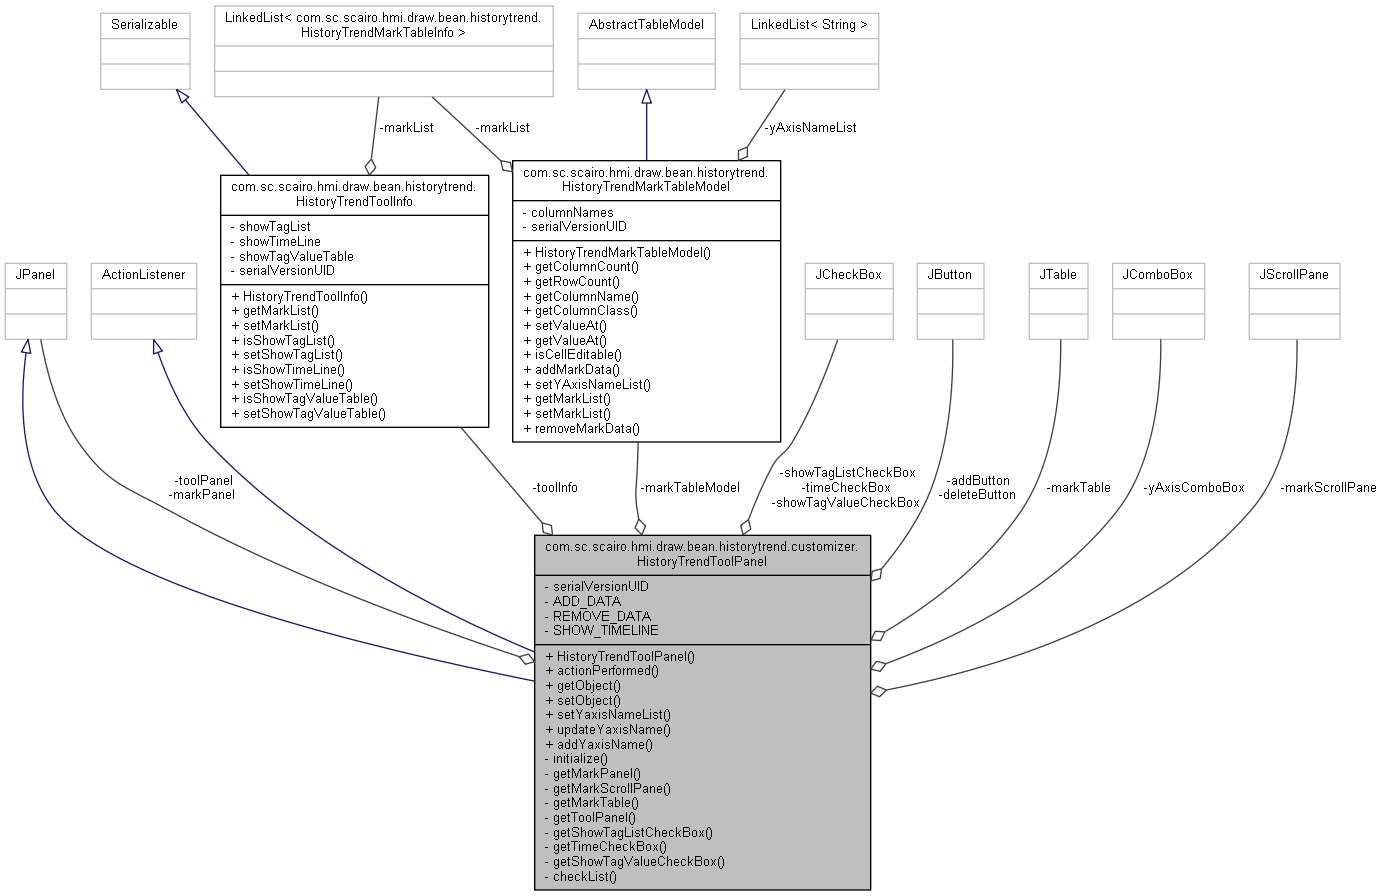 Serializable
LinkedList< com.sc.scairo.hmi.draw.bean.historytrend.
HistoryTrendMarkTableInfo >
AbstractTableModel
LinkedList< String >
-markList
-markList
-yAxisNameList
com.sc.scairo.hmi.draw.bean.historytrend.
HistoryTrendToolInfo
- showTagList
- showTimeLine
- showTagValueTable
- serialVersionUID
+ HistoryTrendToolInfo()
+ getMarkList()
+ setMarkList()
+ isShowTagList()
+ setShowTagList()
+ isShowTimeLine()
+ setShowTimeLine()
+ isShowTagValueTable()
+ setShowTagValueTable()
com.sc.scairo.hmi.draw.bean.historytrend.
HistoryTrendMarkTableModel
- columnNames
- serialVersionUID
+ HistoryTrendMarkTableModel()
+ getColumnCount()
+ getRowCount()
+ getColumnName()
+ getColumnClass()
+ setValueAt()
+ getValueAt()
+ isCellEditable()
+ addMarkData()
+ setYAxisNameList()
+ getMarkList()
+ setMarkList()
+ removeMarkData()
JPanel
ActionListener
JCheckBox
JButton
JTable
JComboBox
JScrollPane
-toolPanel
-markPanel
-toolInfo
-markTableModel
-showTagListCheckBox
-timeCheckBox
-showTagValueCheckBox
-addButton
-deleteButton
-markTable
-yAxisComboBox
-markScrollPane
com.sc.scairo.hmi.draw.bean.historytrend.customizer.
HistoryTrendToolPanel
- serialVersionUID
- ADD_DATA
- REMOVE_DATA
- SHOW_TIMELINE
+ HistoryTrendToolPanel()
+ actionPerformed()
+ getObject()
+ setObject()
+ setYaxisNameList()
+ updateYaxisName()
+ addYaxisName()
- initialize()
- getMarkPanel()
- getMarkScrollPane()
- getMarkTable()
- getToolPanel()
- getShowTagListCheckBox()
- getTimeCheckBox()
- getShowTagValueCheckBox()
- checkList()